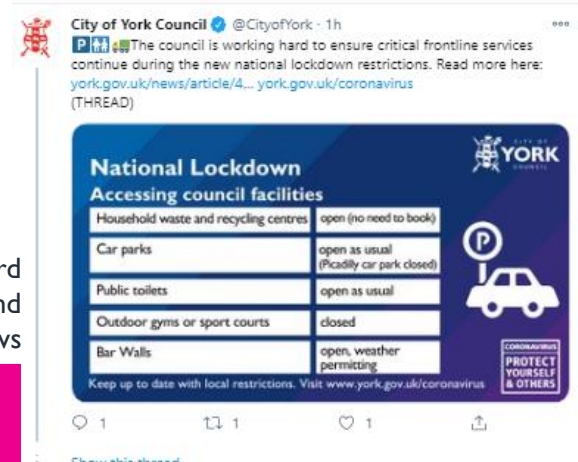 City of York Council @CityofYork · 1h
P The council is working hard to ensure critical frontline services
continue during the new national lockdown restrictions. Read more here:
york.gov.uk/news/article/4... york.gov.uk/coronavirus
(THREAD)
CITY OF
YORK
COUNCIL
National Lockdown
Accessing council facilities
Household waste and recycling centres open (no need to book)
Car parks open as usual
(Picadilly car park closed)
Public toilets open as usual
Outdoor gyms or sport courts closed
Bar Walls open, weather
permitting
P
CORONAVIRUS
PROTECT
YOURSELF
& OTHERS
Keep up to date with local restrictions. Visit www.york.gov.uk/coronavirus
1 1 1
Show this thread
rd
nd
ws